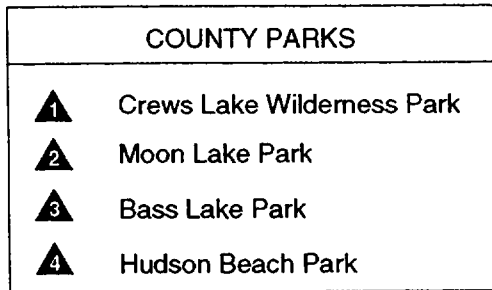 COUNTY PARKS
1 Crews Lake Wilderness Park
2 Moon Lake Park
3 Bass Lake Park
4 Hudson Beach Park